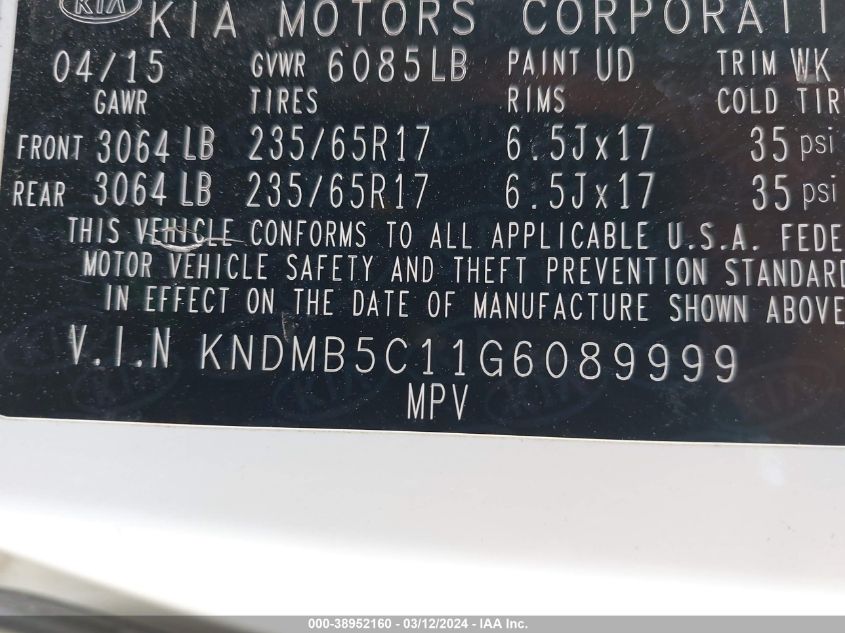 KIA
KIA MOTORS CORPORATI
04/15 GVWR 6085LB PAINT UD TRIM WK
GAWR TIRES RIMS COLD TIR
FRONT 3064 LB 235/65R17 6.5Jx17 35 psi
REAR 3064 LB 235/65R17 6.5Jx17 35 psi
THIS VEHICLE CONFORMS TO ALL APPLICABLE U.S.A. FEDE
MOTOR VEHICLE SAFETY AND THEFT PREVENTION STANDARD
IN EFFECT ON THE DATE OF MANUFACTURE SHOWN ABOVE
V.I.N KNDMB5C11G6089999
MPV
000-38952160 - 03/12/2024 - IAA Inc.